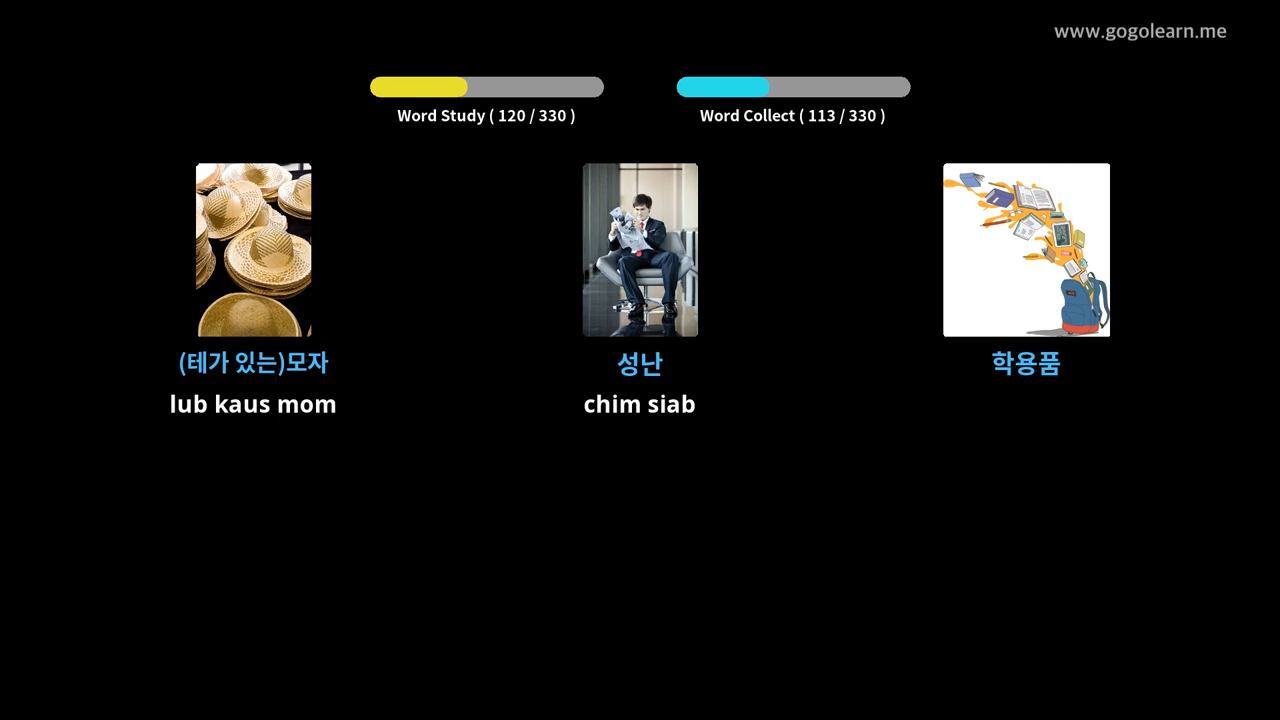 www.gogolearn.me
Word Study ( 120 / 330 )
Word Collect ( 113 / 330 )
(테가 있는)모자
성난
학용품
lub kaus mom
chim siab